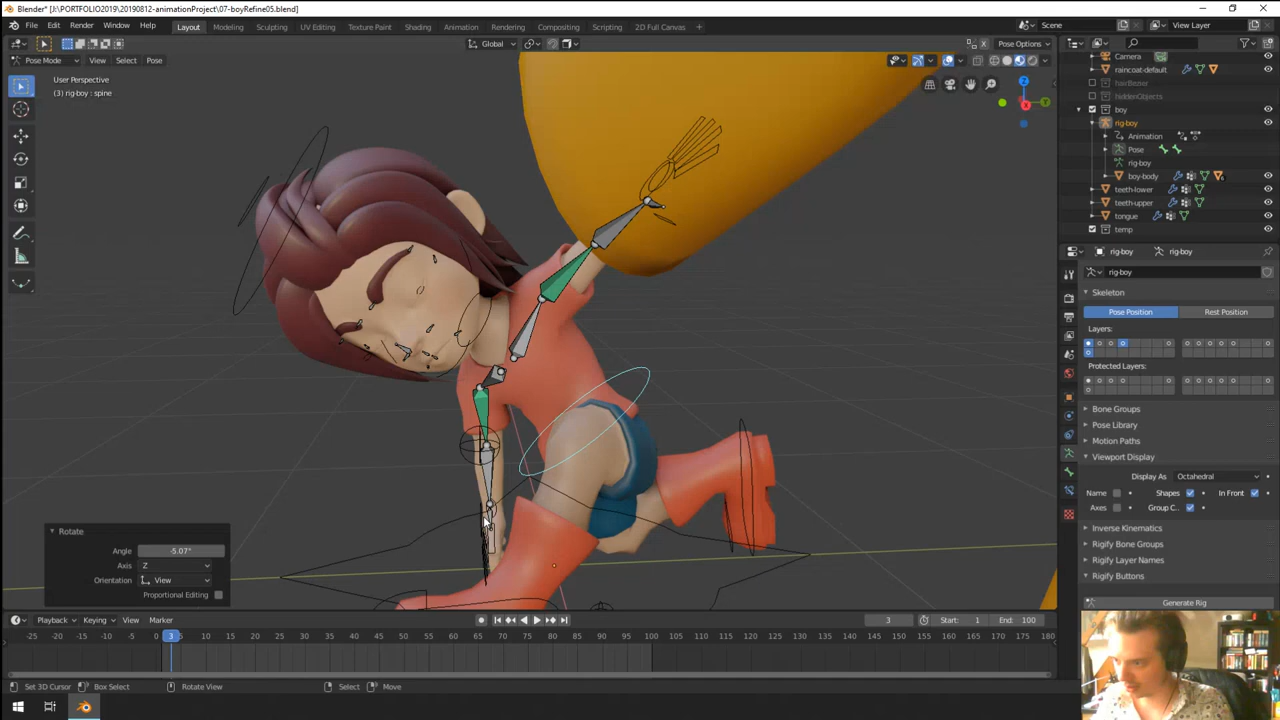 Blender* [J:\PORTFOLIO2019\20190812-animationProject\07-boyRefine05.blend]
File Edit Render Window Help Layout Modeling Sculpting UV Editing Texture Paint Shading Animation Rendering Compositing Scripting 2D Full Canvas + Scene View Layer
Global Pose Options
Pose Mode View Select Pose
User Perspective
(3) rig-boy : spine
Z
Y
X
Camera
raincoat-default
hairBezier
hiddenObjects
boy
rig-boy
Animation
Pose
rig-boy
boy-body
teeth-lower
teeth-upper
tongue
temp
rig-boy rig-boy
rig-boy
Skeleton
Pose Position Rest Position
Layers:
Protected Layers:
Bone Groups
Pose Library
Motion Paths
Viewport Display
Display As Octahedral
Name Shapes In Front
Axes Group C...
Inverse Kinematics
Rigify Bone Groups
Rigify Layer Names
Rigify Buttons
Generate Rig
Rotate
Angle -5.07°
Axis Z
Orientation View
Proportional Editing
Playback Keying View Marker 3 Start: 1 End: 100
-25 -20 -15 -10 -5 3 5 10 15 20 25 30 35 40 45 50 55 60 65 70 75 80 85 90 95 100 105 110 115 120 125 130 135 140 145 150 155 160 165 170 175 180
Set 3D Cursor Box Select Rotate View Select Move